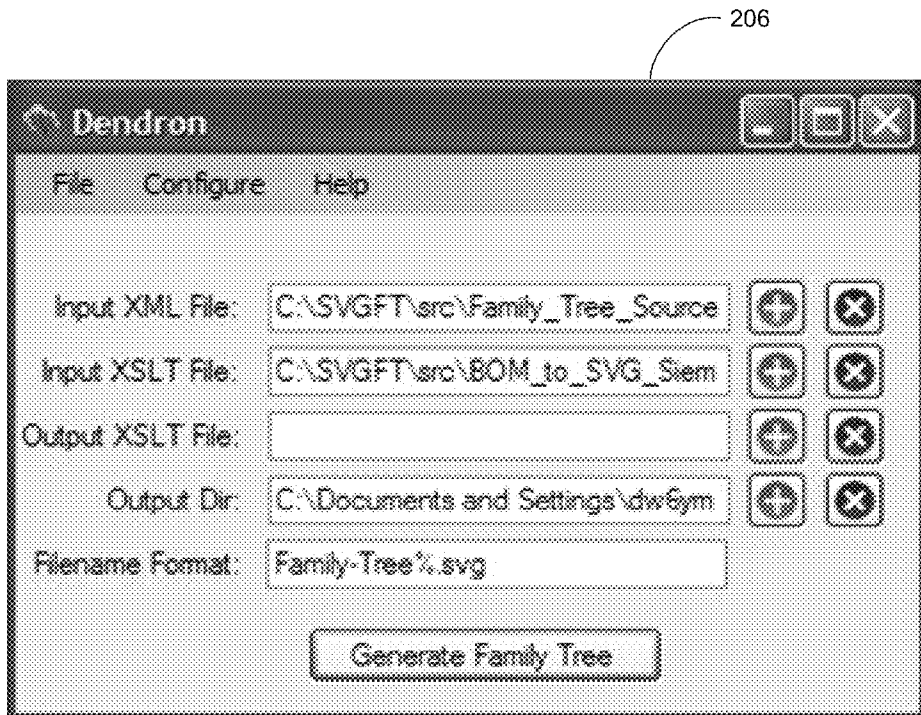 206
Dendron
File Configure Help
Input XML File: C:\SVGFT\src\Family_Tree_Source
Input XSLT File: C:\SVGFT\src\BOM_to_SVG_Siem
Output XSLT File:
Output Dir: C:\Documents and Settings\dw6ym
Filename Format: Family-Tree%.svg
Generate Family Tree